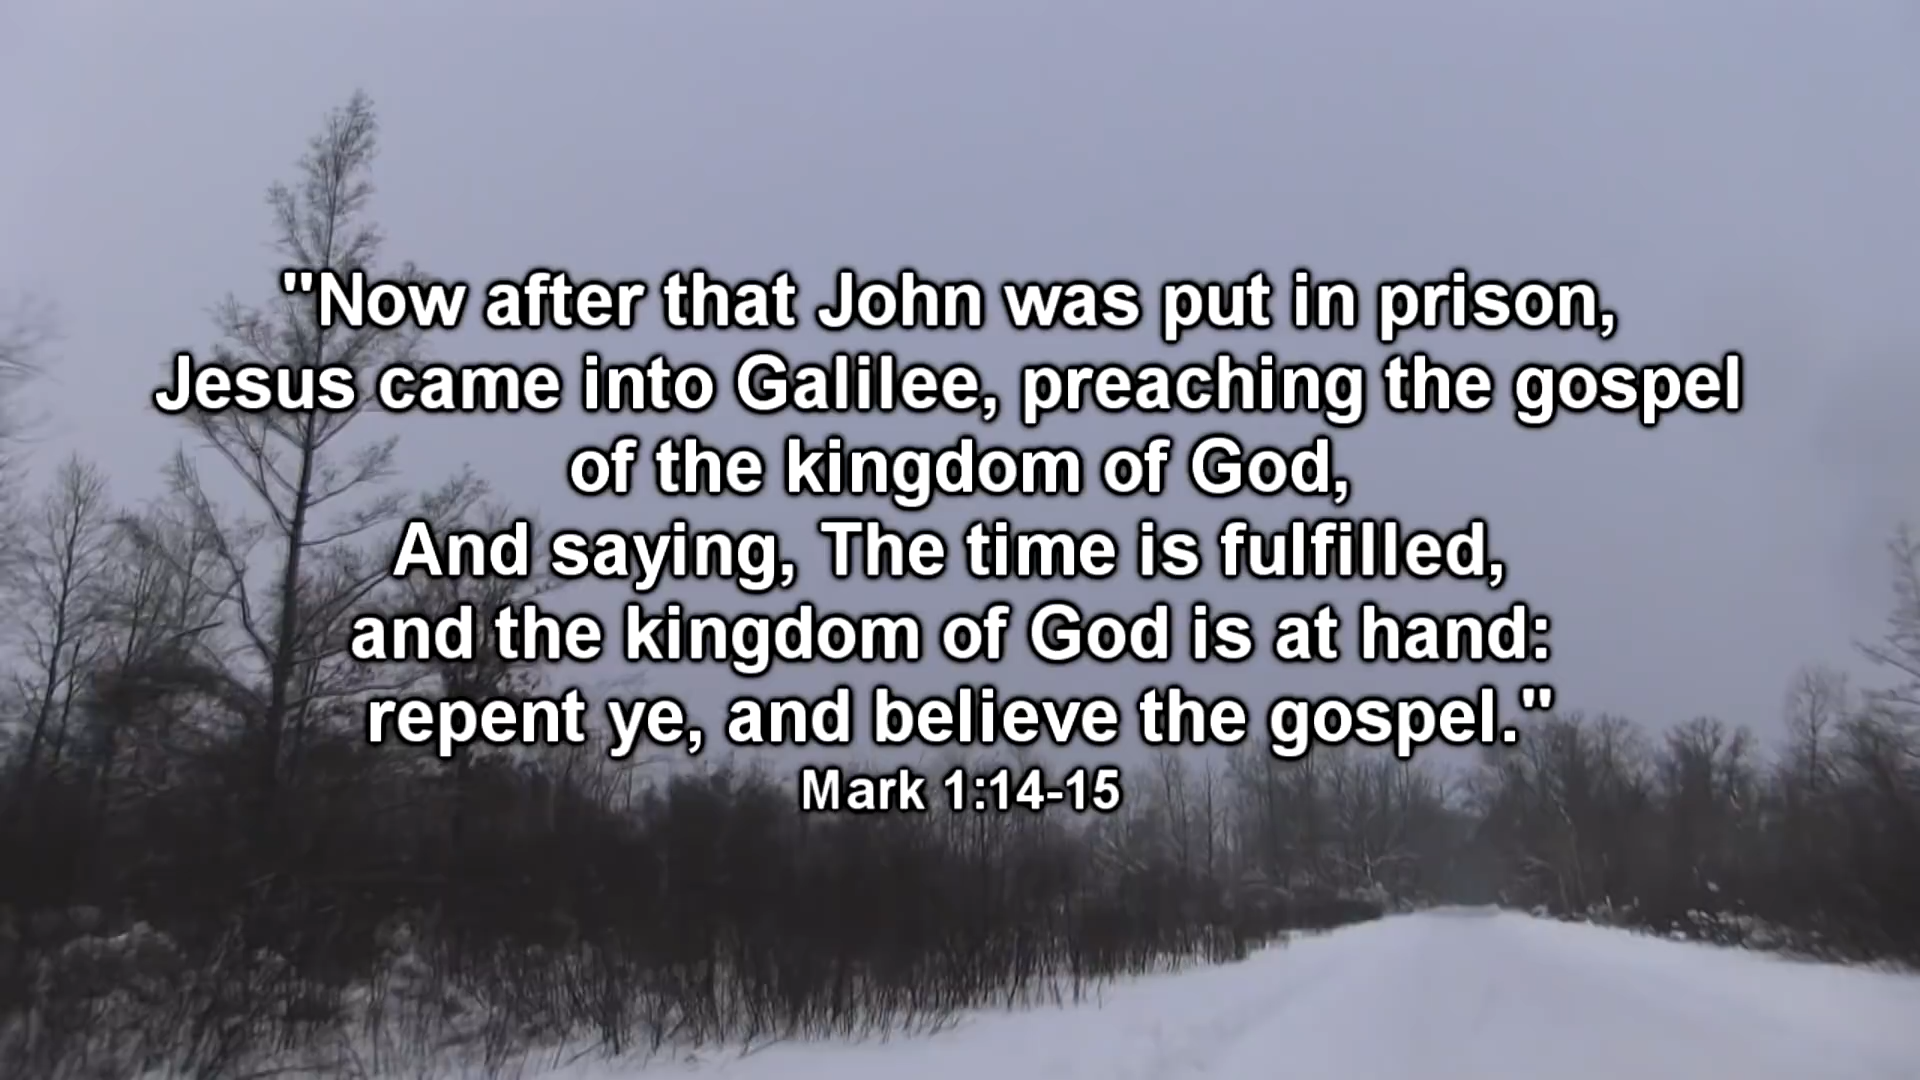 "Now after that John was put in prison,
Jesus came into Galilee, preaching the gospel
of the kingdom of God,
And saying, The time is fulfilled,
and the kingdom of God is at hand:
repent ye, and believe the gospel."
Mark 1:14-15